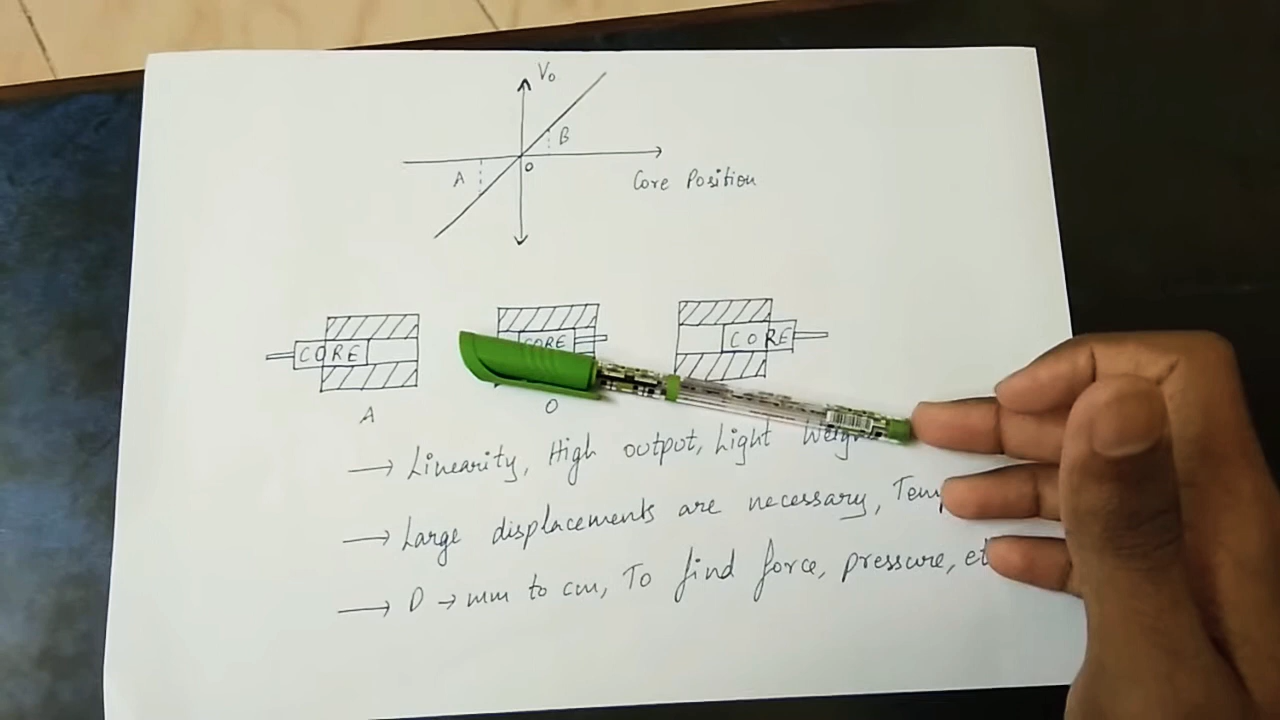 V₀
B
O
A
Core Position
CORE
CORE
CORE
A
O
→ Linearity, High output, Light
→ Large displacements are necessary,
→ D → mm to cm, To find force, pressure,